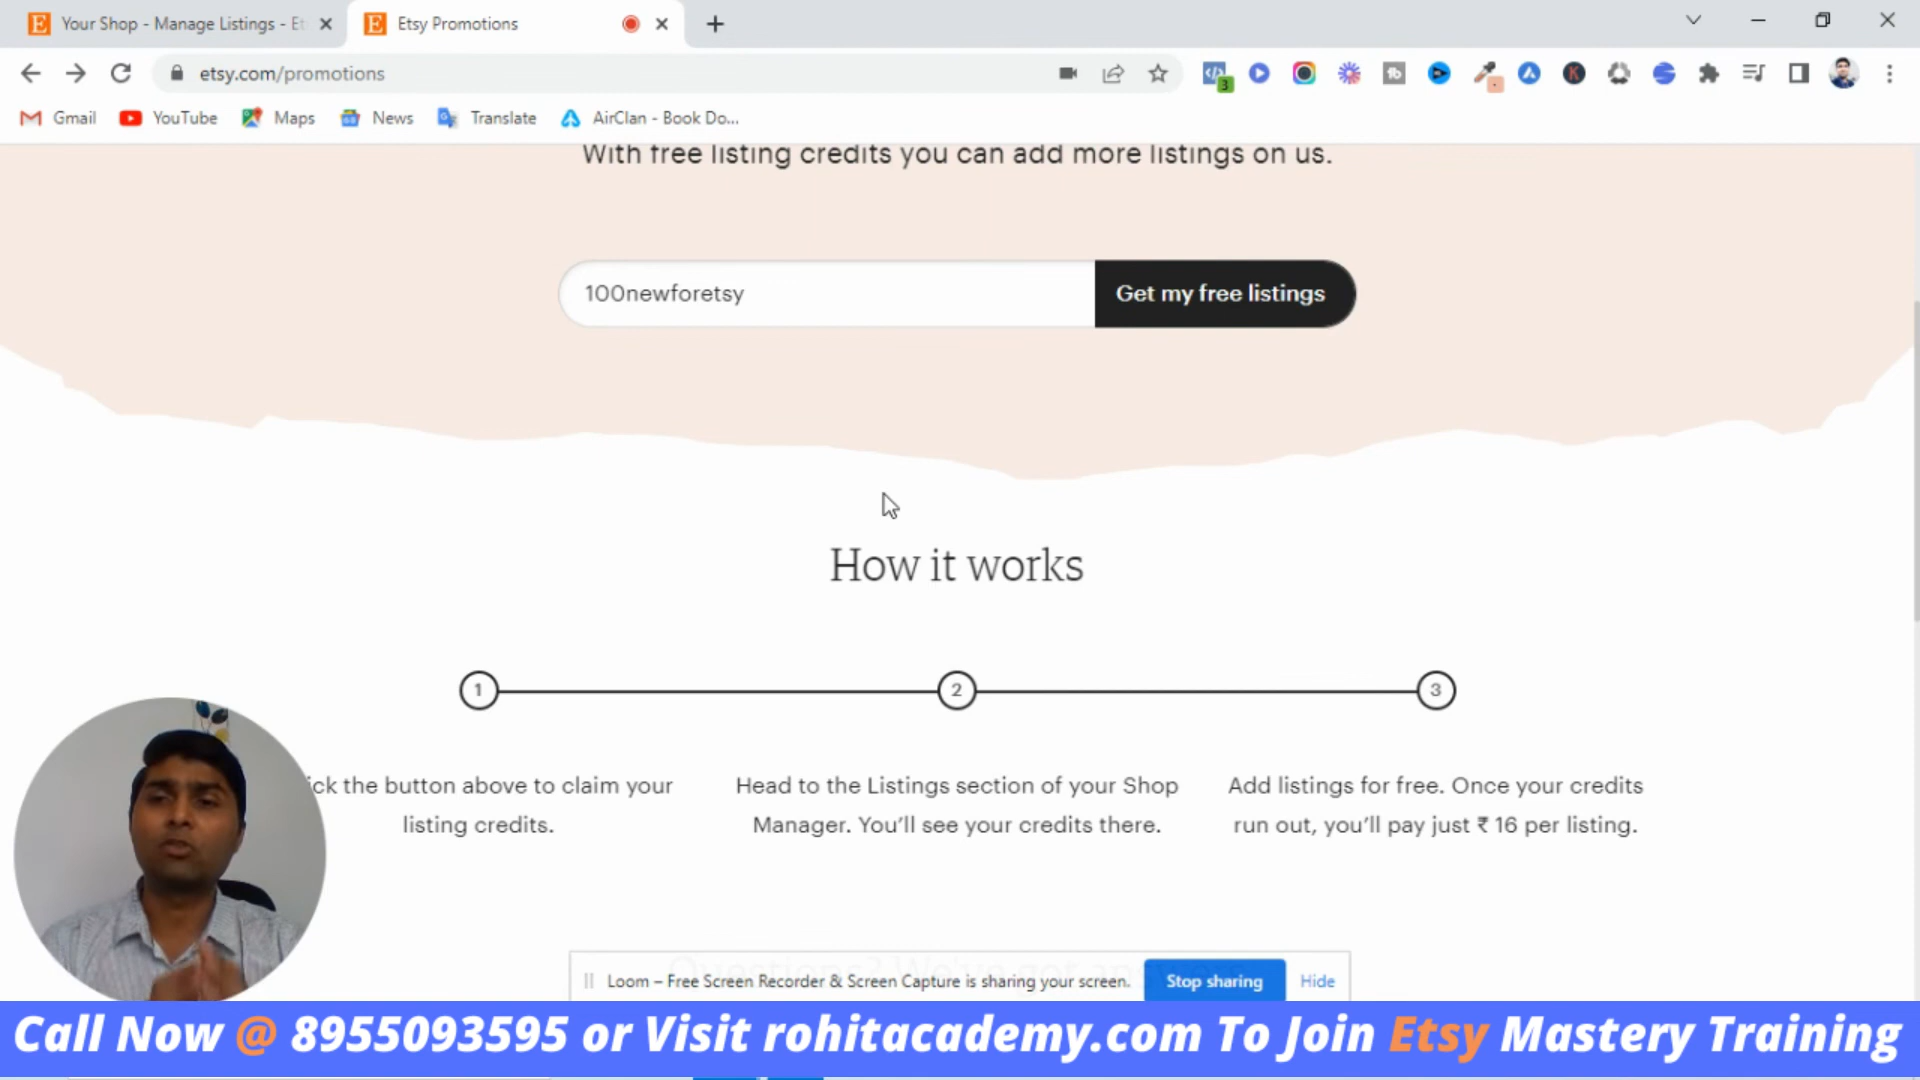 Your Shop - Manage Listings - Et
Etsy Promotions
etsy.com/promotions
3
Gmail
YouTube
Maps
News
Translate
AirClan - Book Do...
With free listing credits you can add more listings on us.
100newforetsy
Get my free listings
How it works
1
2
3
ick the button above to claim your
listing credits.
Head to the Listings section of your Shop
Manager. You'll see your credits there.
Add listings for free. Once your credits
run out, you'll pay just ₹ 16 per listing.
Loom – Free Screen Recorder & Screen Capture is sharing your screen.
Stop sharing
Hide
Call Now @ 8955093595 or Visit rohitacademy.com To Join Etsy Mastery Training